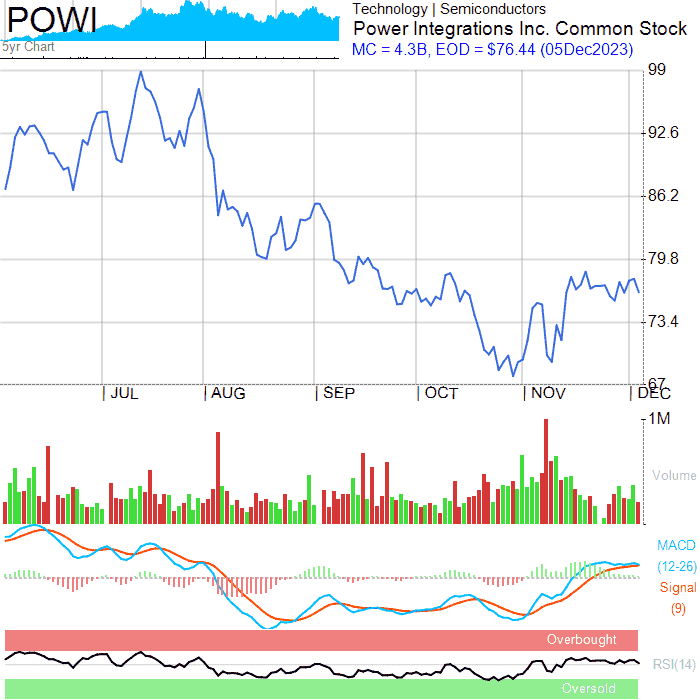 POWI
5yr Chart
Technology | Semiconductors
Power Integrations Inc. Common Stock
MC = 4.3B, EOD = $76.44 (05Dec2023)
99
92.6
86.2
79.8
73.4
67
| JUL | AUG | SEP | OCT | NOV | DEC
1M
Volume
MACD
(12-26)
Signal
(9)
Overbought
RSI(14)
Oversold